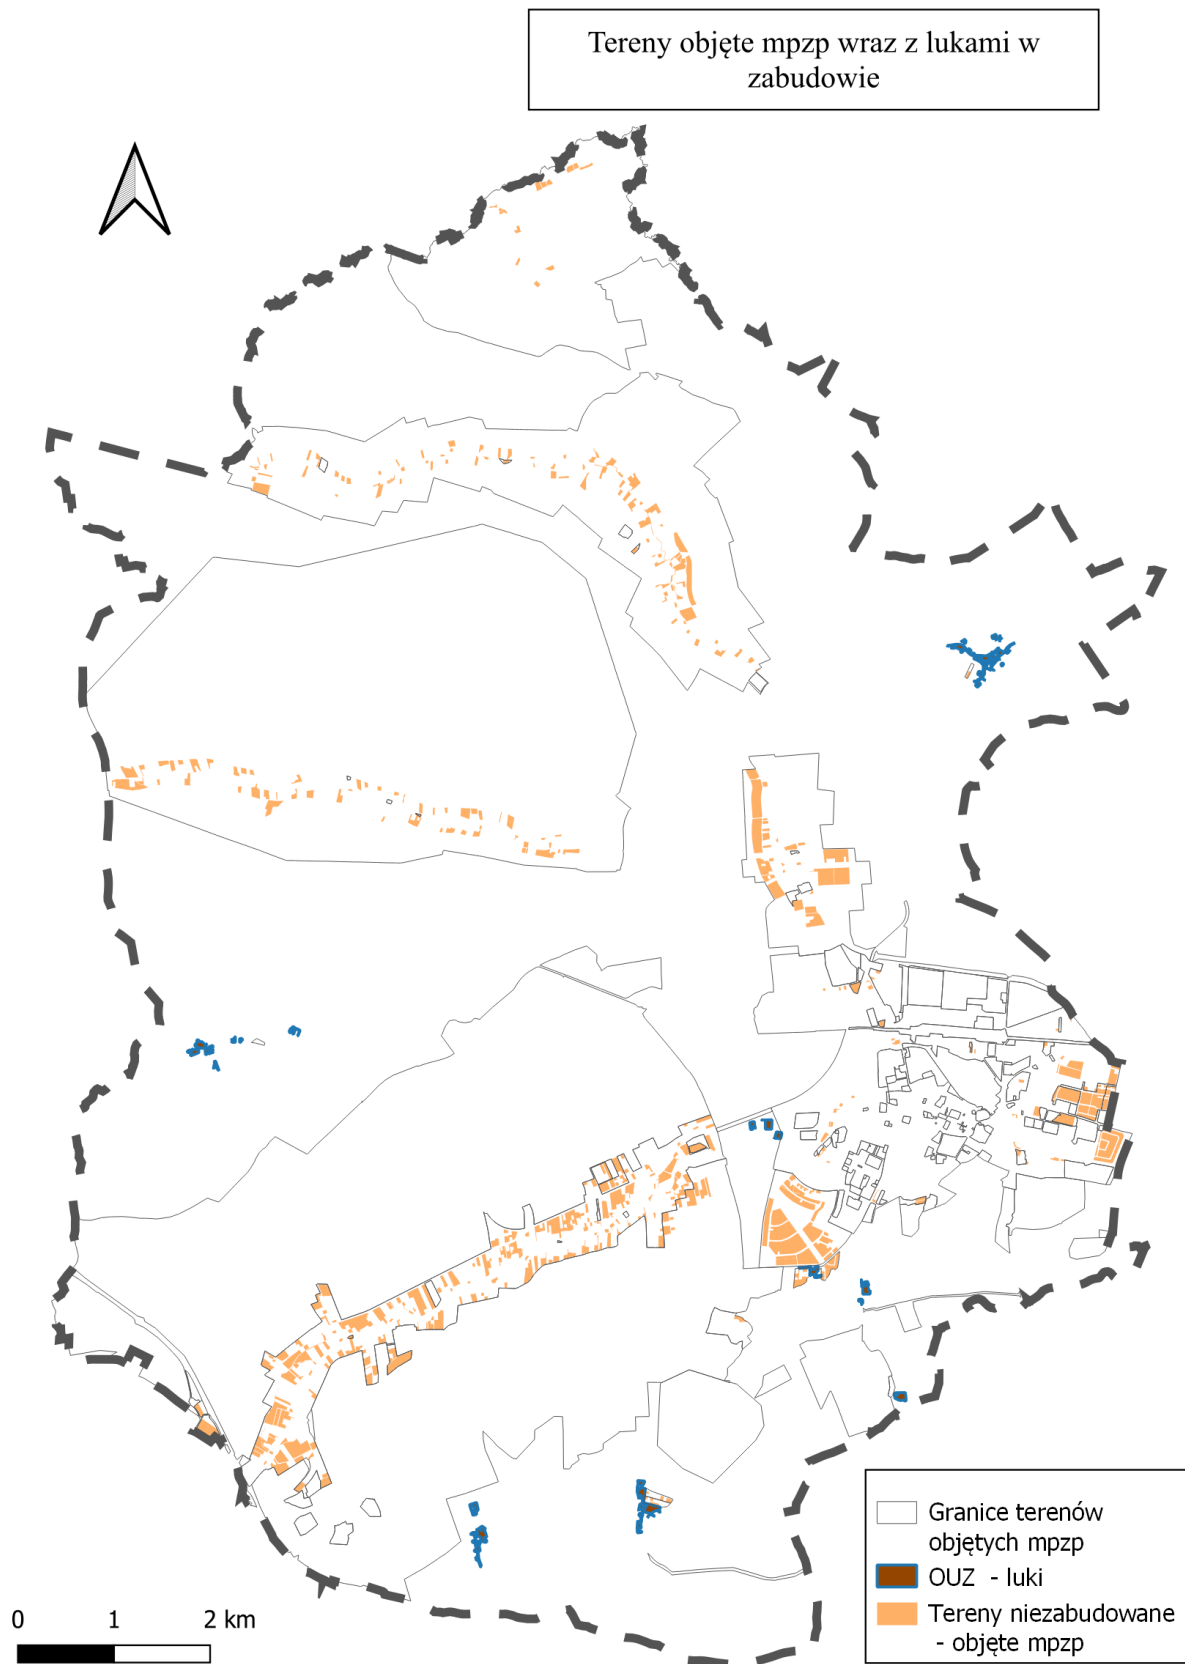 Tereny objęte mpzp wraz z lukami w
zabudowie
Granice terenów
objętych mpzp
OUZ - luki
Tereny niezabudowane
- objęte mpzp
0 1 2 km